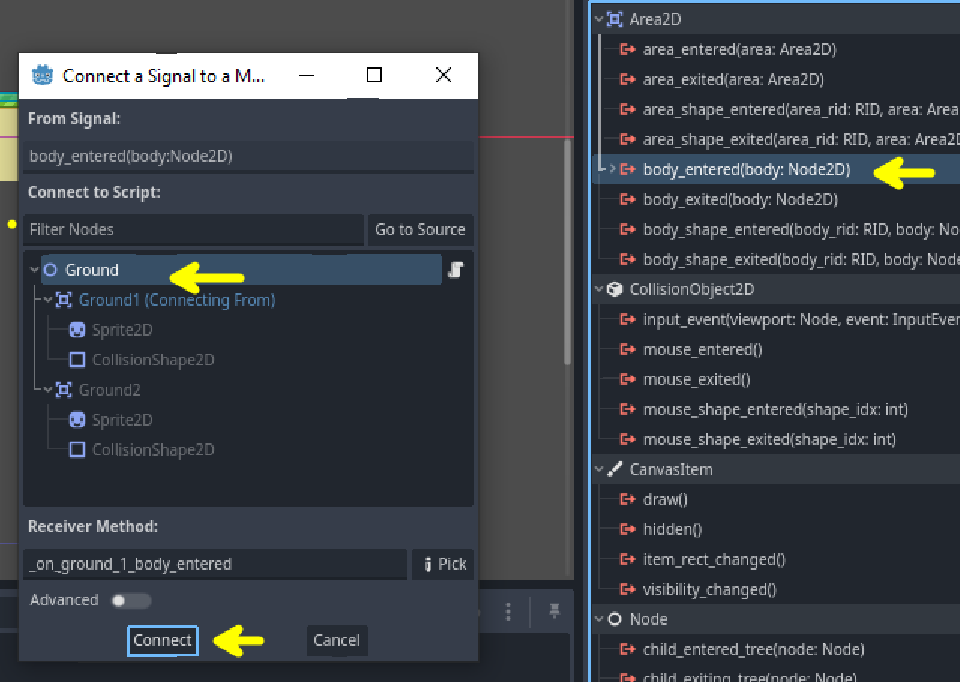 Connect a Signal to a M...
From Signal:
body_entered(body:Node2D)
Connect to Script:
Filter Nodes
Go to Source
Ground
Ground1 (Connecting From)
Sprite2D
CollisionShape2D
Ground2
Sprite2D
CollisionShape2D
Receiver Method:
_on_ground_1_body_entered
Pick
Advanced
Connect
Cancel
Area2D
area_entered(area: Area2D)
area_exited(area: Area2D)
area_shape_entered(area_rid: RID, area: Area
area_shape_exited(area_rid: RID, area: Area2D
body_entered(body: Node2D)
body_exited(body: Node2D)
body_shape_entered(body_rid: RID, body: No
body_shape_exited(body_rid: RID, body: Node
CollisionObject2D
input_event(viewport: Node, event: InputEven
mouse_entered()
mouse_exited()
mouse_shape_entered(shape_idx: int)
mouse_shape_exited(shape_idx: int)
CanvasItem
draw()
hidden()
item_rect_changed()
visibility_changed()
Node
child_entered_tree(node: Node)
child_exiting_tree(node: Node)